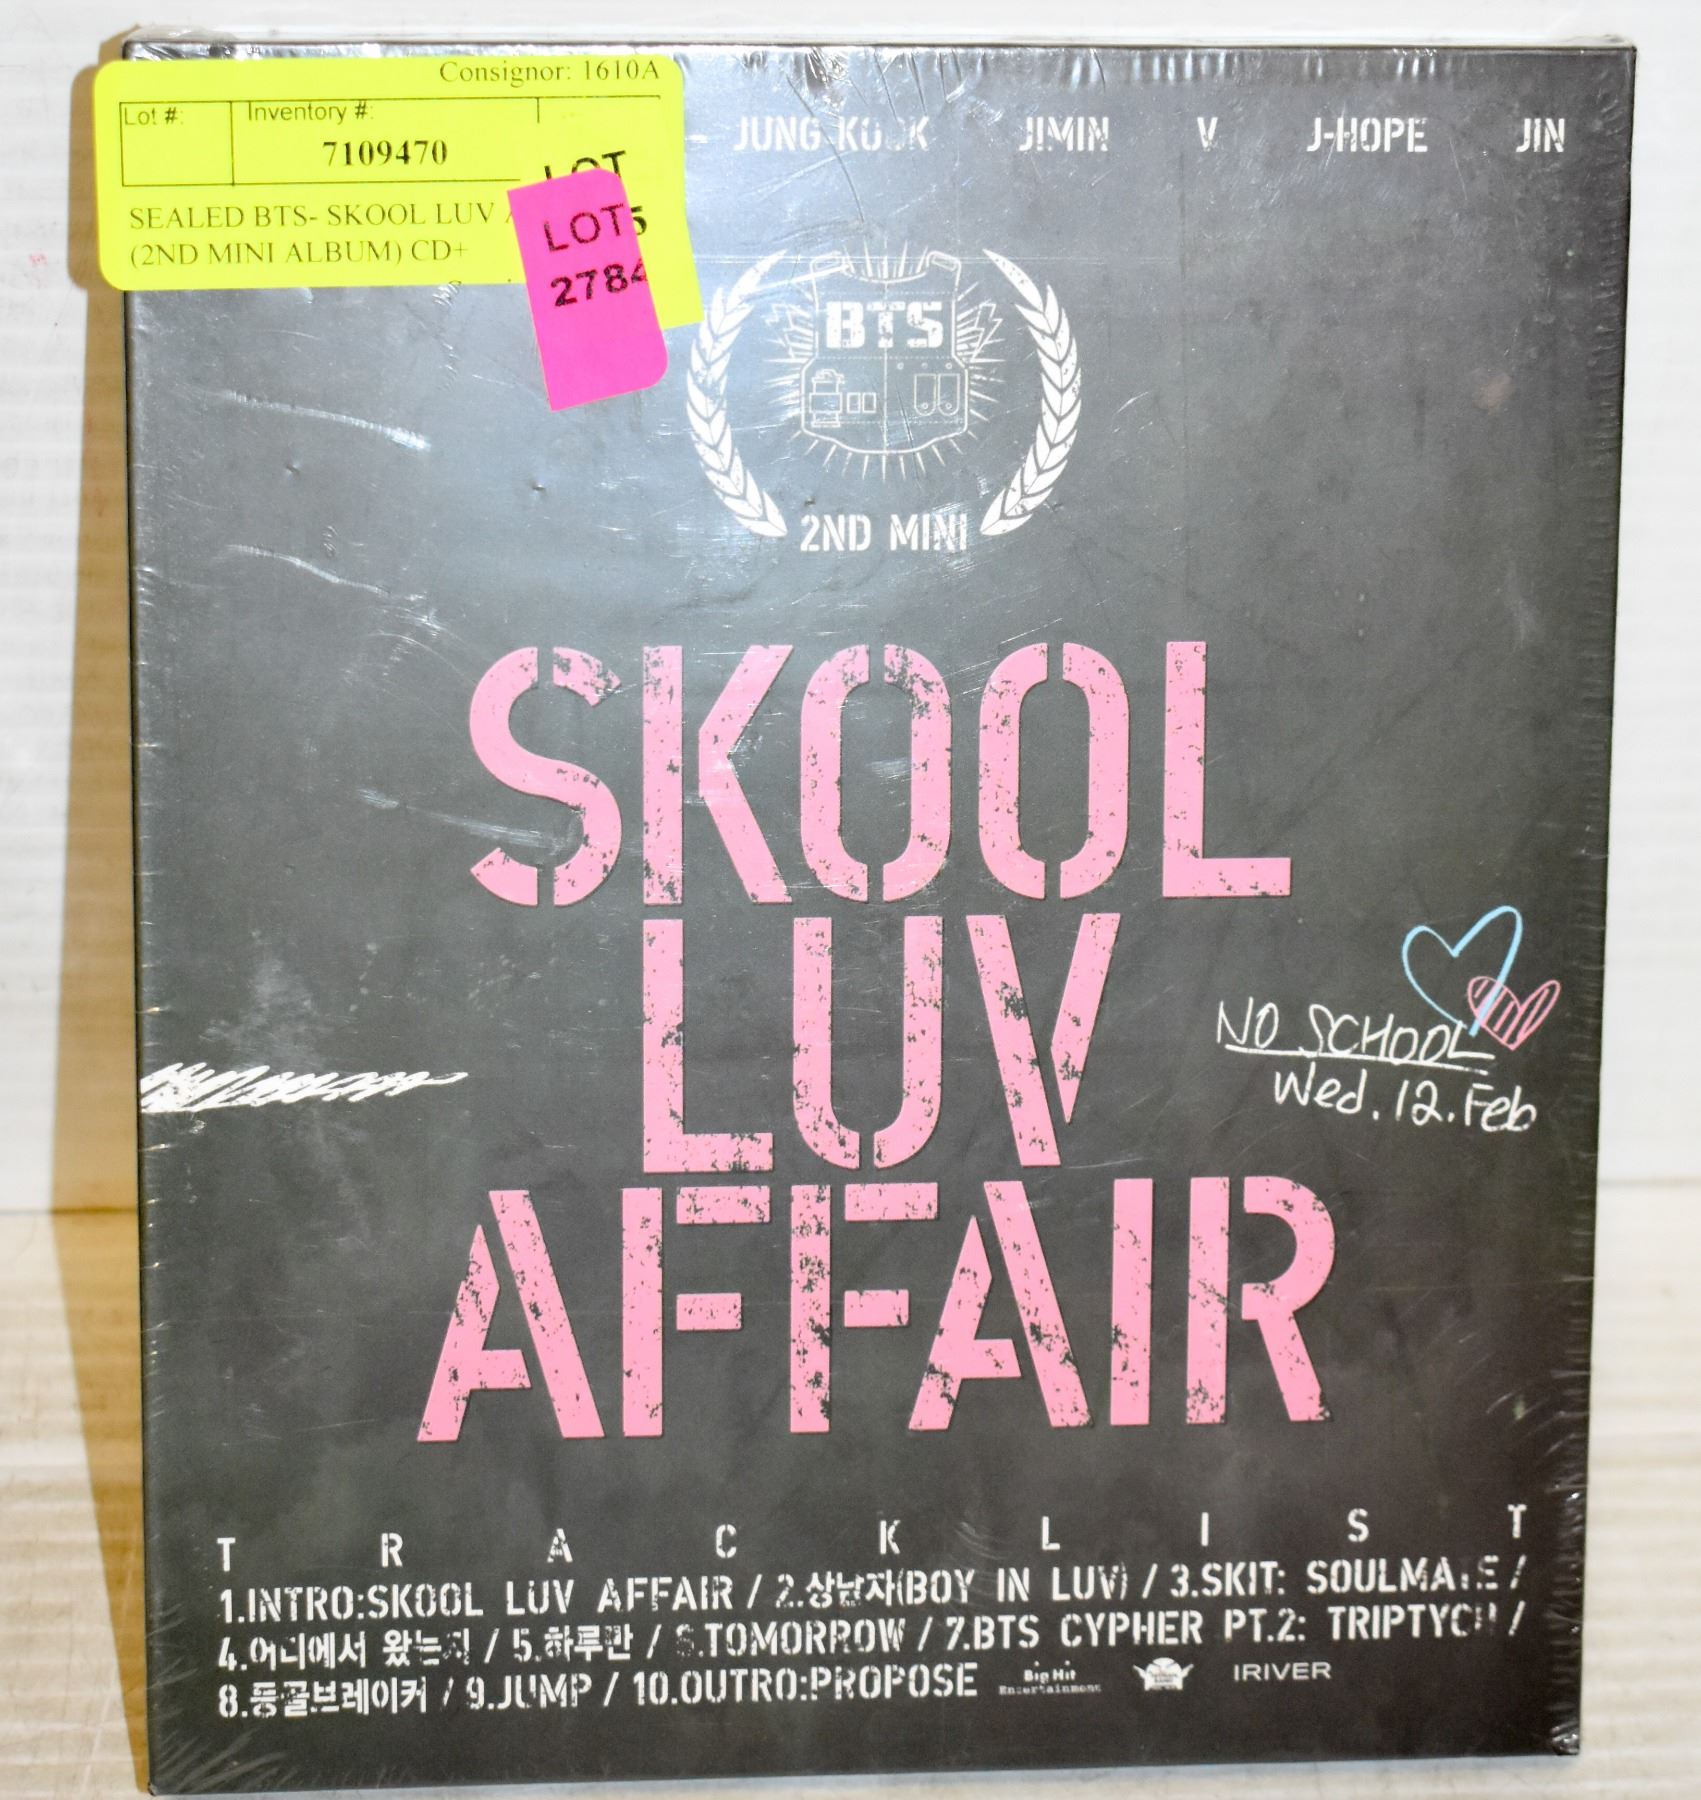 Consignor: 1610A
Lot #: Inventory #:
7109470
SEALED BTS- SKOOL LUV
(2ND MINI ALBUM) CD+
LOT
LOT
2784
JUNG KOOK JIMIN V J-HOPE JIN
BTS
2ND MINI
SKOOL
LUV
AFFAIR
NO SCHOOL
Wed.12.Feb
TRACKLIST
1.INTRO:SKOOL LUV AFFAIR / 2.상남자(BOY IN LUV) / 3.SKIT: SOULMATE /
4.어디에서 왔는지 / 5.하루만 / 6.TOMORROW / 7.BTS CYPHER PT.2: TRIPTYCH /
8.등골브레이커 / 9.JUMP / 10.OUTRO:PROPOSE Big Hit Entertainment IRIVER